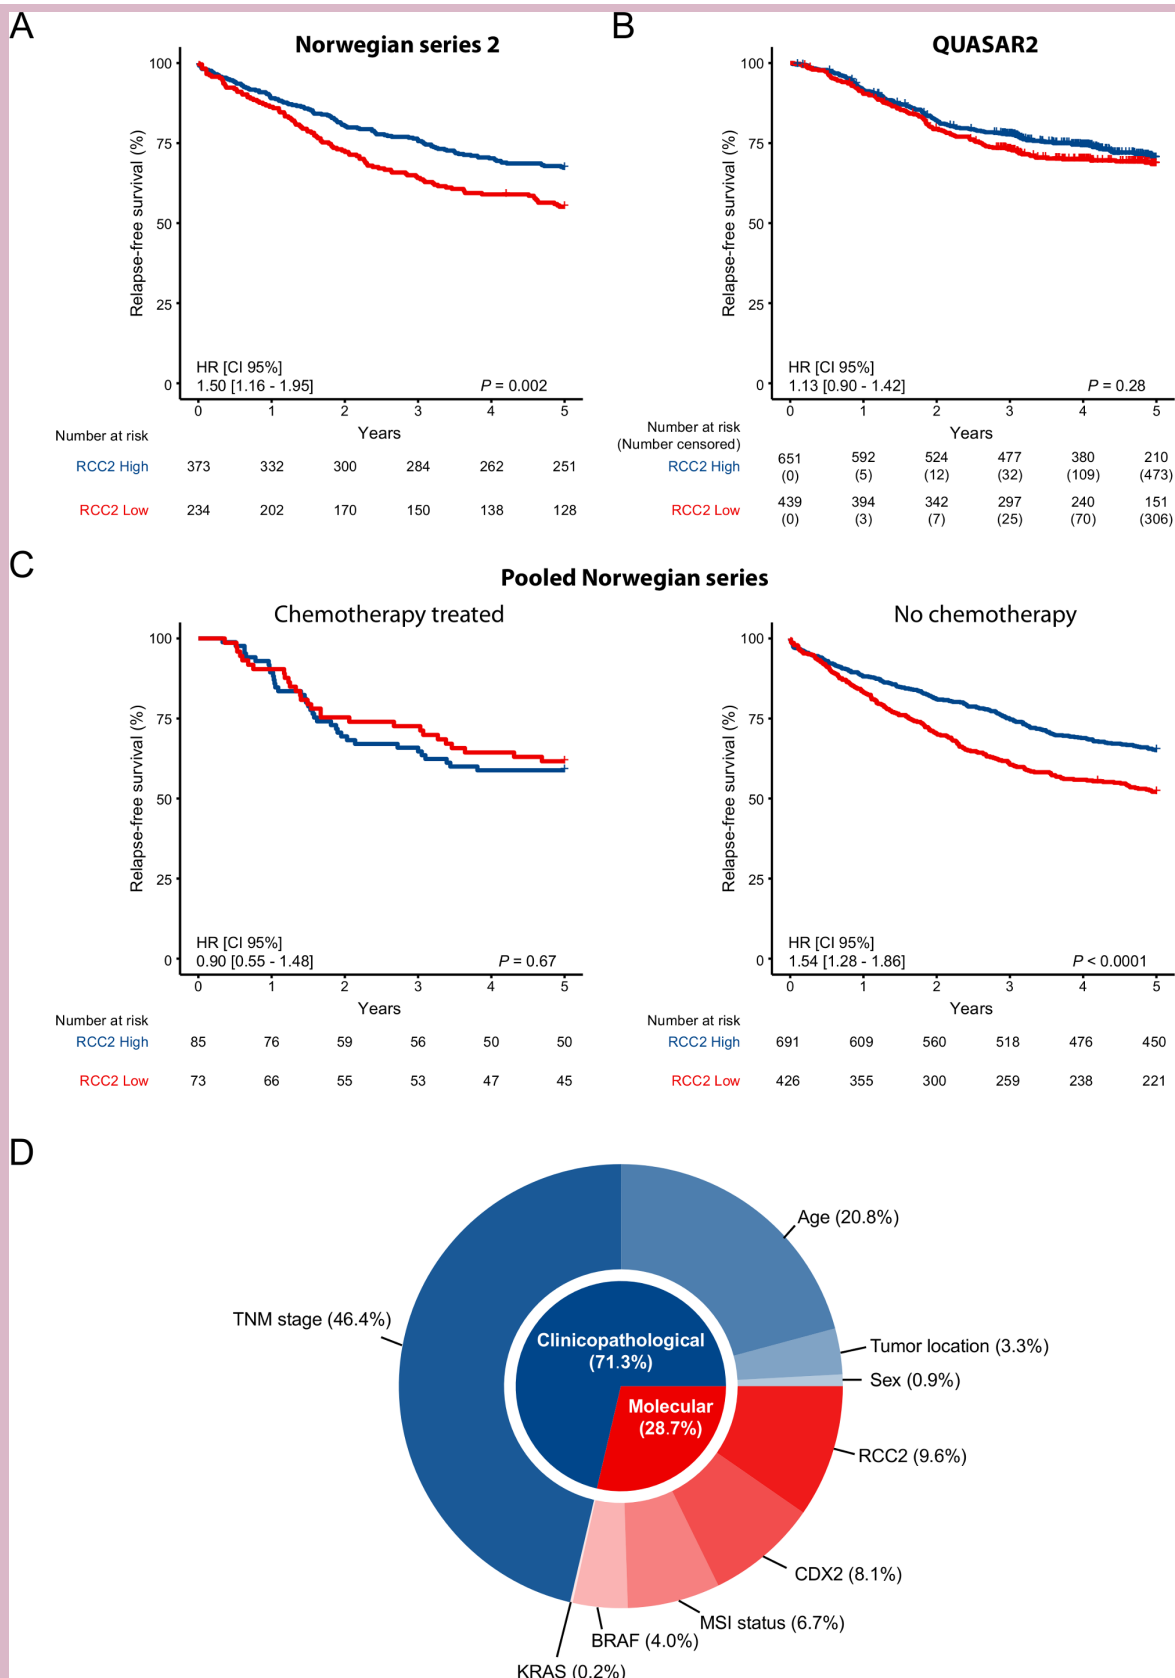 A
Norwegian series 2
Relapse-free survival (%)
100
75
50
25
0
HR [CI 95%]
1.50 [1.16 - 1.95]
P = 0.002
0 1 2 3 4 5
Years
Number at risk
RCC2 High 373 332 300 284 262 251
RCC2 Low 234 202 170 150 138 128
B
QUASAR2
Relapse-free survival (%)
100
75
50
25
0
HR [CI 95%]
1.13 [0.90 - 1.42]
P = 0.28
0 1 2 3 4 5
Years
Number at risk
(Number censored)
RCC2 High 651 592 524 477 380 210
(0) (5) (12) (32) (109) (473)
RCC2 Low 439 394 342 297 240 151
(0) (3) (7) (25) (70) (306)
C
Pooled Norwegian series
Chemotherapy treated
Relapse-free survival (%)
100
75
50
25
0
HR [CI 95%]
0.90 [0.55 - 1.48]
P = 0.67
0 1 2 3 4 5
Years
Number at risk
RCC2 High 85 76 59 56 50 50
RCC2 Low 73 66 55 53 47 45
No chemotherapy
Relapse-free survival (%)
100
75
50
25
0
HR [CI 95%]
1.54 [1.28 - 1.86]
P < 0.0001
0 1 2 3 4 5
Years
Number at risk
RCC2 High 691 609 560 518 476 450
RCC2 Low 426 355 300 259 238 221
D
Age (20.8%)
TNM stage (46.4%)
Clinicopathological
(71.3%)
Tumor location (3.3%)
Sex (0.9%)
Molecular
(28.7%)
RCC2 (9.6%)
CDX2 (8.1%)
MSI status (6.7%)
BRAF (4.0%)
KRAS (0.2%)